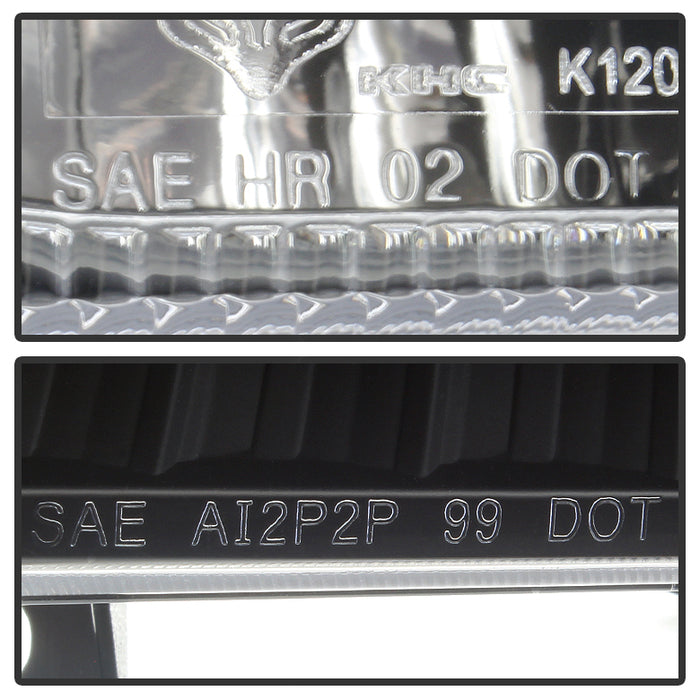 KHC K120
SAE HR 02 DOT
SAE AI2P2P 99 DOT